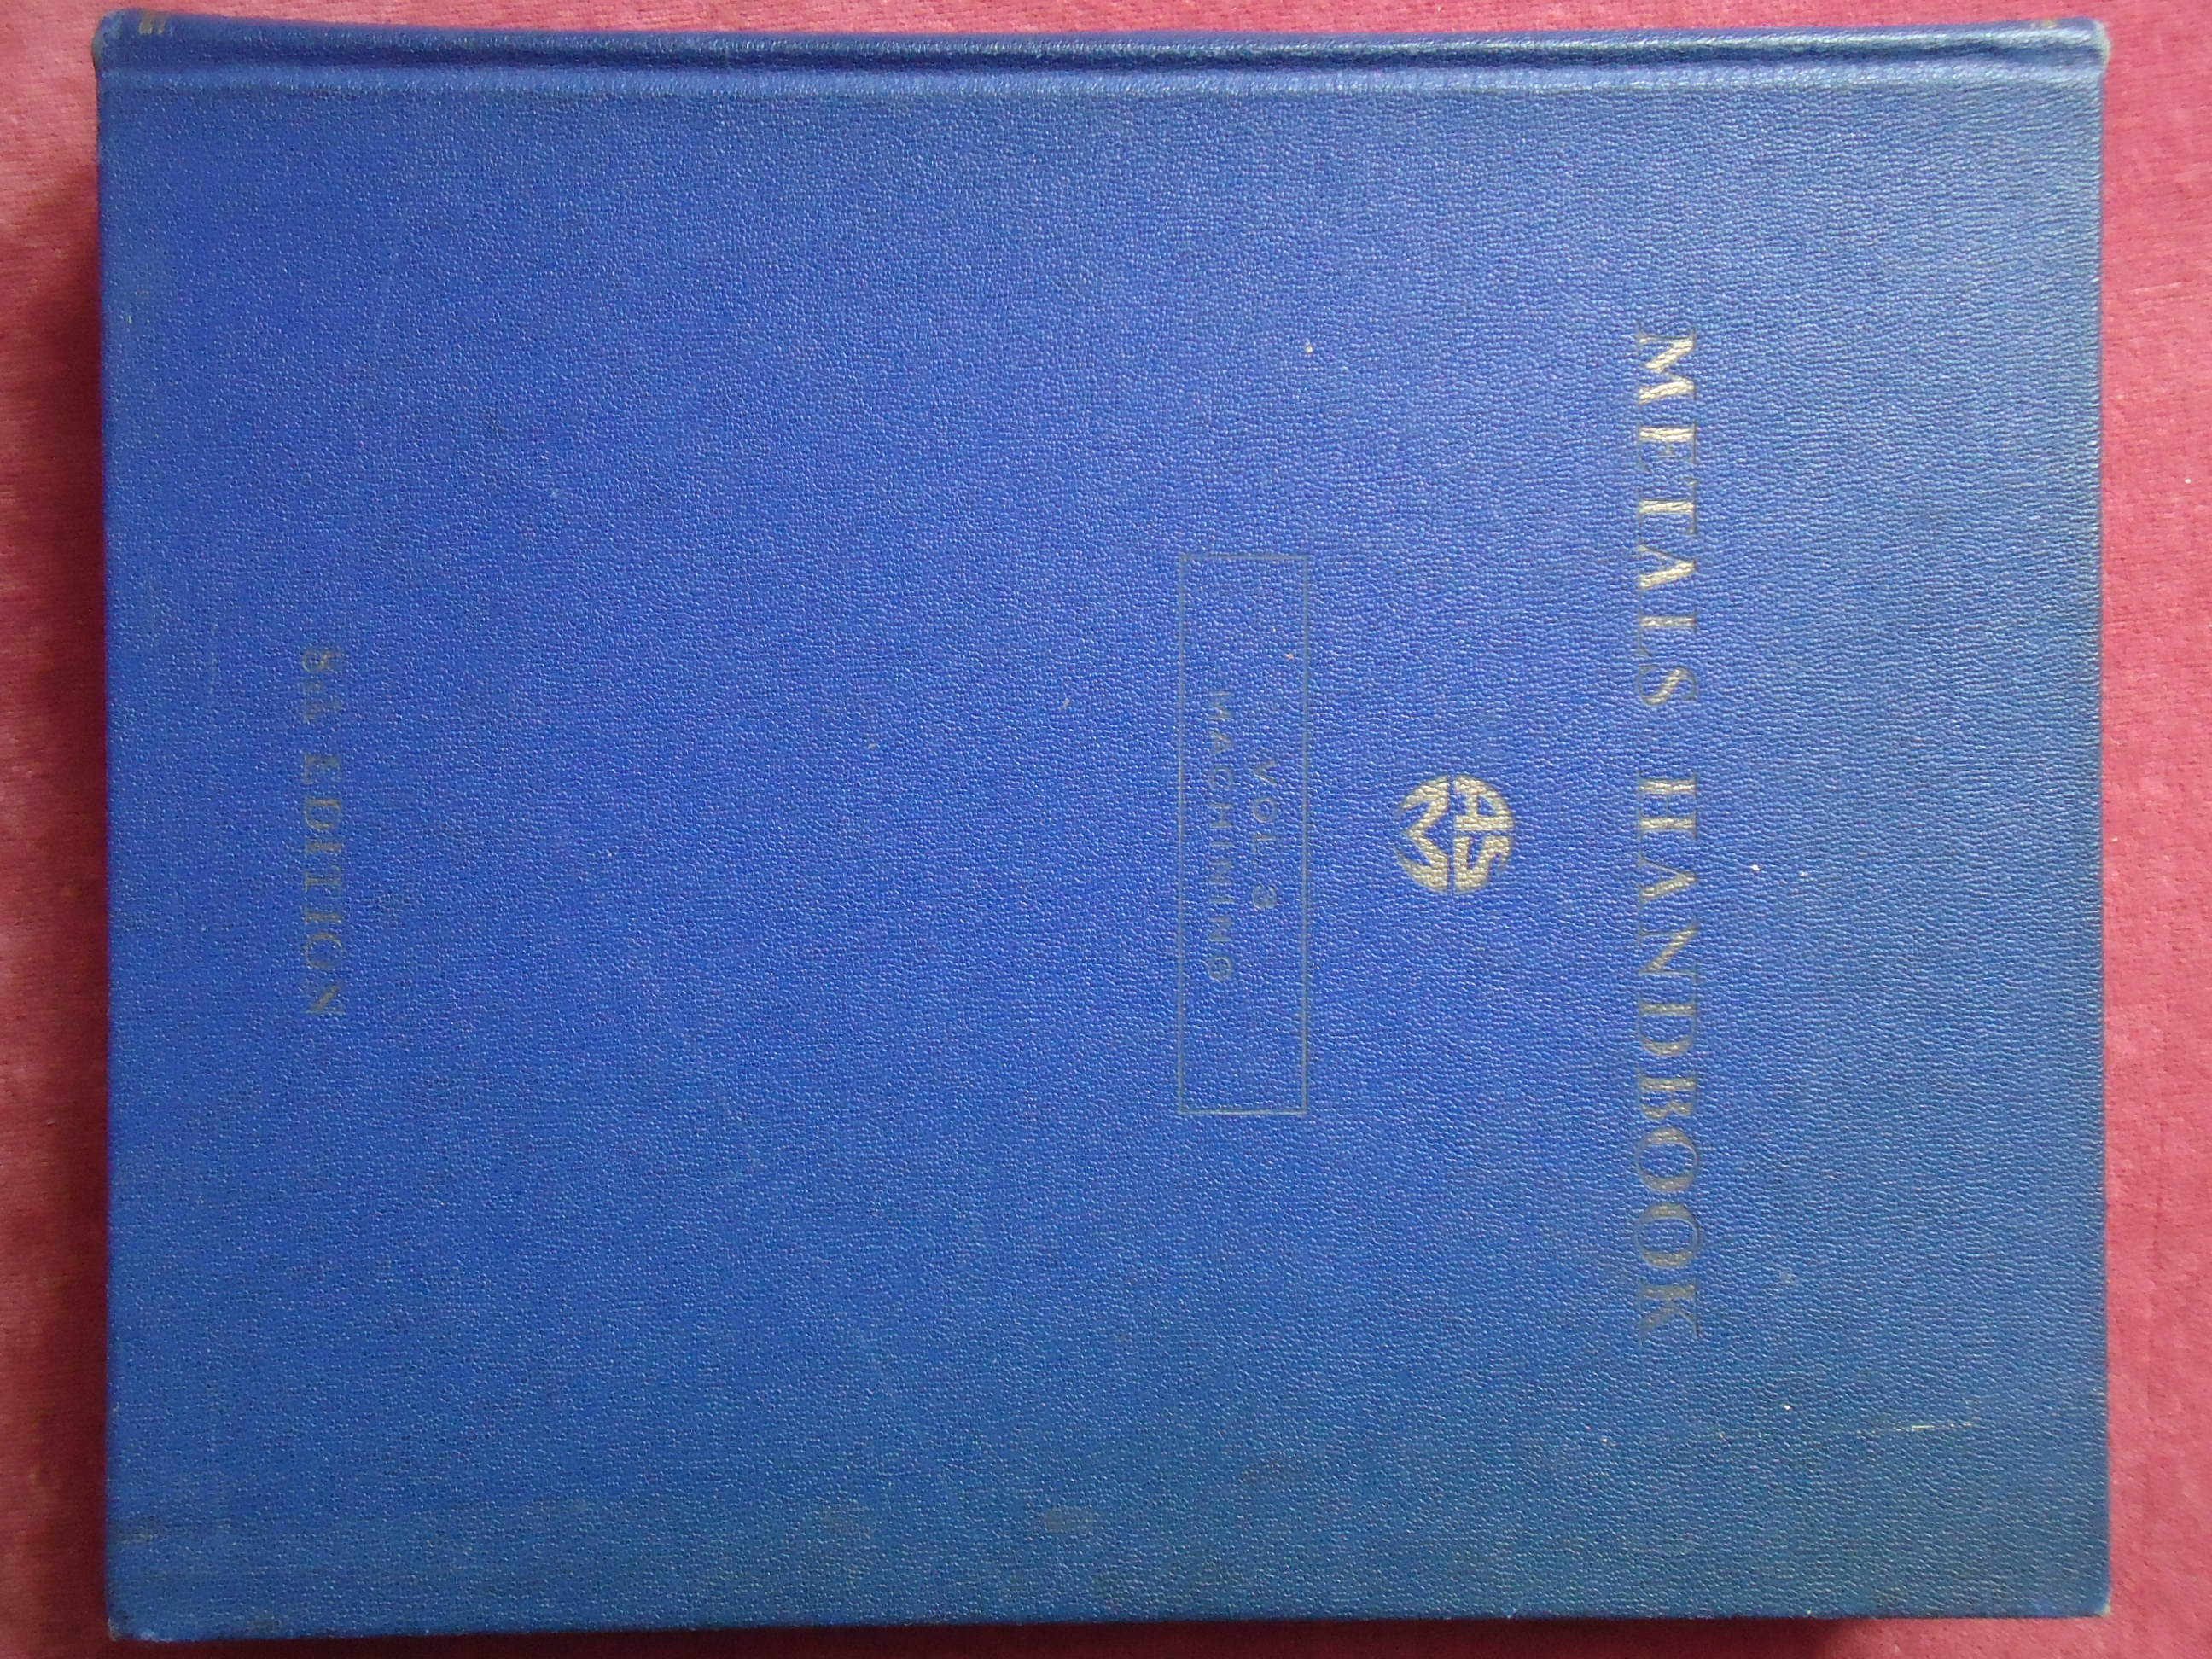 METALS HANDBOOK
ASM
VOL. 3
MACHINING
8th EDITION